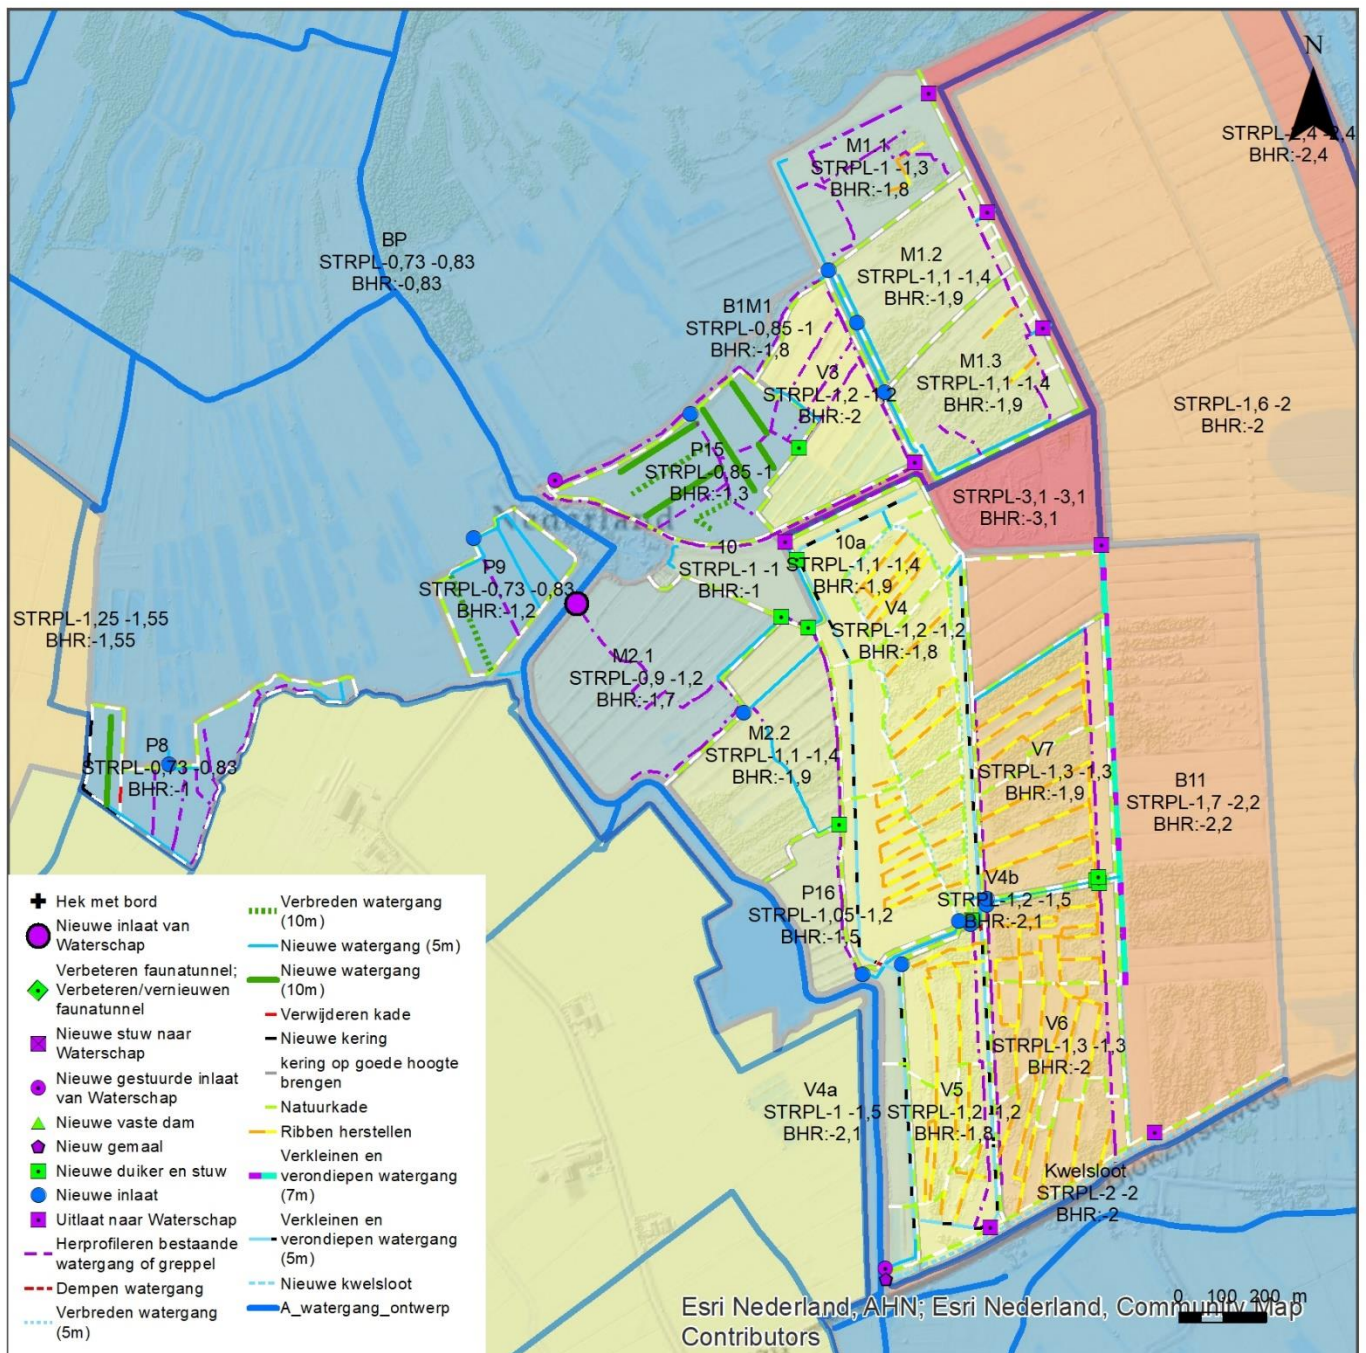 N
STRPL-2,4 -2,4
BHR:-2,4
M1.1
STRPL-1 -1,3
BHR:-1,8
BP
STRPL-0,73 -0,83
BHR:-0,83
M1.2
STRPL-1,1 -1,4
BHR:-1,9
B1M1
STRPL-0,85 -1
BHR:-1,8
M1.3
STRPL-1,1 -1,4
BHR:-1,9
V3
STRPL-1,2 -1,2
BHR:-2
STRPL-1,6 -2
BHR:-2
P15
STRPL-0,85 -1
BHR:-1,3
STRPL-3,1 -3,1
BHR:-3,1
Nederland
10
STRPL-1 -1
BHR:-1
10a
STRPL-1,1 -1,4
BHR:-1,9
P9
STRPL-0,73 -0,83
BHR:-1,2
V4
STRPL-1,2 -1,2
BHR:-1,8
STRPL-1,25 -1,55
BHR:-1,55
M2.1
STRPL-0,9 -1,2
BHR:-1,7
M2.2
STRPL-1,1 -1,4
BHR:-1,9
P8
STRPL-0,73 -0,83
BHR:-1
V7
STRPL-1,3 -1,3
BHR:-1,9
B11
STRPL-1,7 -2,2
BHR:-2,2
P16
STRPL-1,05 -1,2
BHR:-1,5
V4b
STRPL-1,2 -1,5
BHR:-2,1
V6
STRPL-1,3 -1,3
BHR:-2
V4a
STRPL-1 -1,5
BHR:-2,1
V5
STRPL-1,2 -1,2
BHR:-1,8
Kwelsloot
STRPL-2 -2
BHR:-2
Hek met bord
Nieuwe inlaat van
Waterschap
Verbeteren faunatunnel;
Verbeteren/vernieuwen
faunatunnel
Nieuwe stuw naar
Waterschap
Nieuwe gestuurde inlaat
van Waterschap
Nieuwe vaste dam
Nieuw gemaal
Nieuwe duiker en stuw
Nieuwe inlaat
Uitlaat naar Waterschap
Herprofileren bestaande
watergang of greppel
Dempen watergang
Verbreden watergang
(5m)
Verbreden watergang
(10m)
Nieuwe watergang (5m)
Nieuwe watergang
(10m)
Verwijderen kade
Nieuwe kering
kering op goede hoogte
brengen
Natuurkade
Ribben herstellen
Verkleinen en
verondiepen watergang
(7m)
Verkleinen en
verondiepen watergang
(5m)
Nieuwe kwelsloot
A_watergang_ontwerp
0 100 200 m
Esri Nederland, AHN; Esri Nederland, Community Map
Contributors